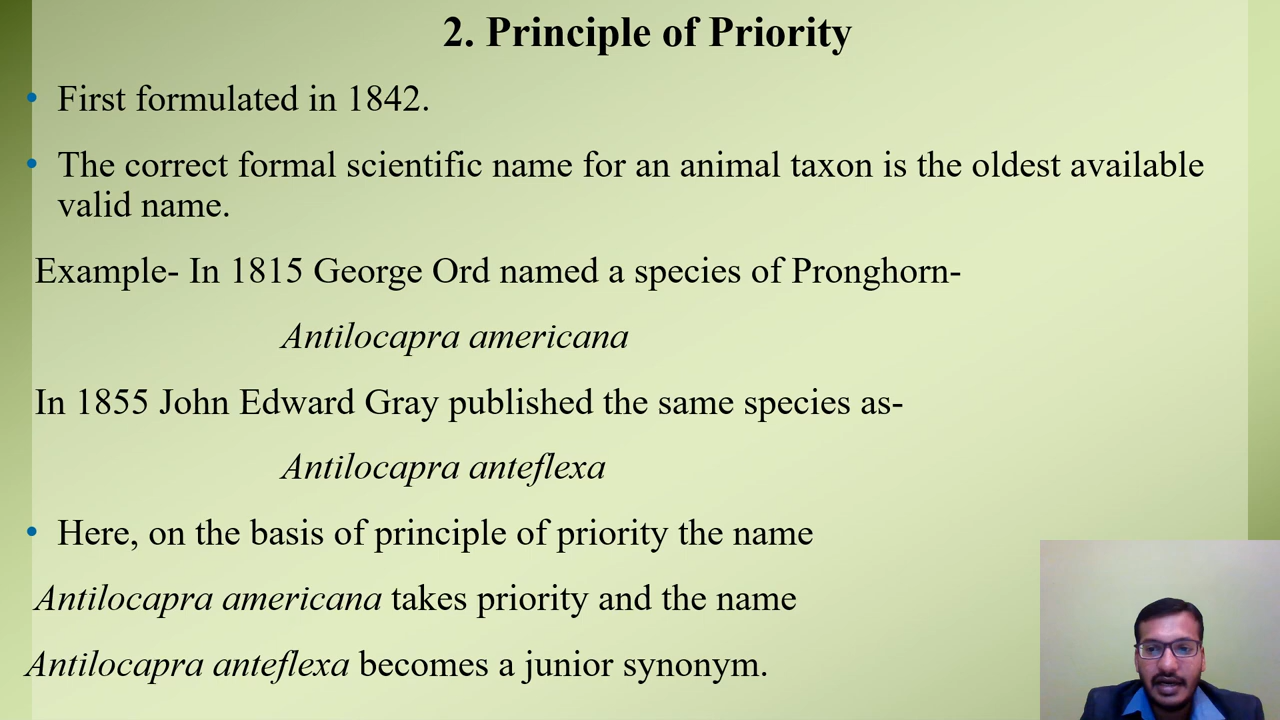 2. Principle of Priority
• First formulated in 1842.
• The correct formal scientific name for an animal taxon is the oldest available
valid name.
Example- In 1815 George Ord named a species of Pronghorn-
Antilocapra americana
In 1855 John Edward Gray published the same species as-
Antilocapra anteflexa
• Here, on the basis of principle of priority the name
Antilocapra americana takes priority and the name
Antilocapra anteflexa becomes a junior synonym.